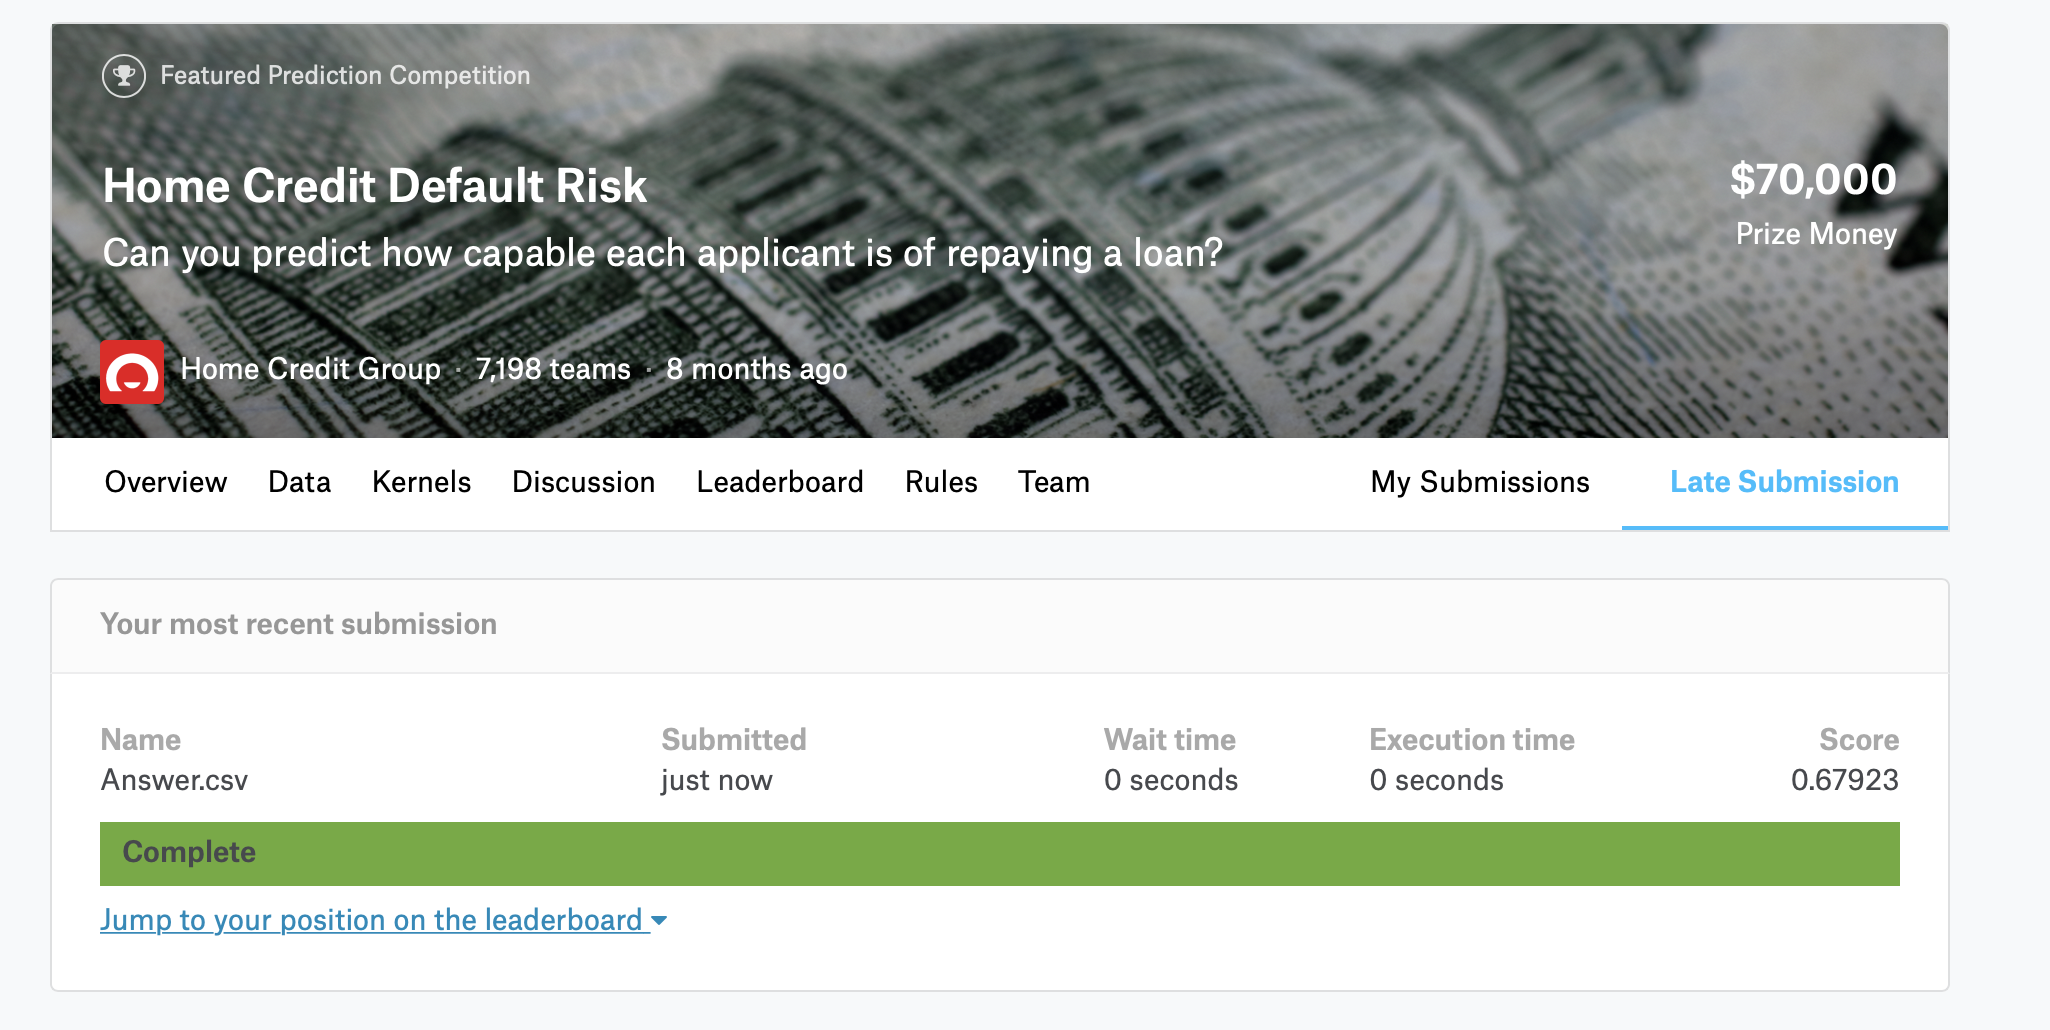 Featured Prediction Competition
Home Credit Default Risk
Can you predict how capable each applicant is of repaying a loan?
$70,000
Prize Money
Home Credit Group · 7,198 teams · 8 months ago
Overview Data Kernels Discussion Leaderboard Rules Team My Submissions Late Submission
Your most recent submission
Name Submitted Wait time Execution time Score
Answer.csv just now 0 seconds 0 seconds 0.67923
Complete
Jump to your position on the leaderboard